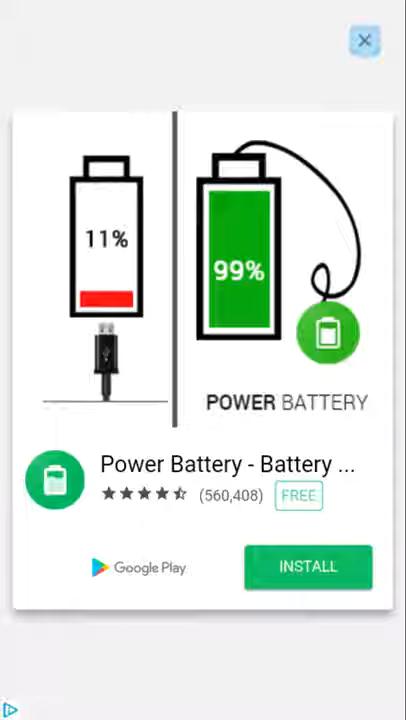 11%
99%
POWER BATTERY
Power Battery - Battery ...
(560,408) FREE
Google Play
INSTALL